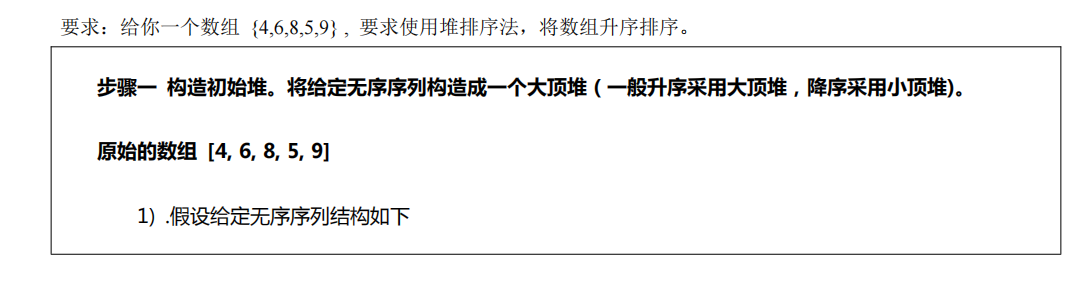 要求：给你一个数组 {4,6,8,5,9} , 要求使用堆排序法，将数组升序排序。
步骤一 构造初始堆。将给定无序序列构造成一个大顶堆（一般升序采用大顶堆，降序采用小顶堆)。
原始的数组 [4, 6, 8, 5, 9]
1) .假设给定无序序列结构如下